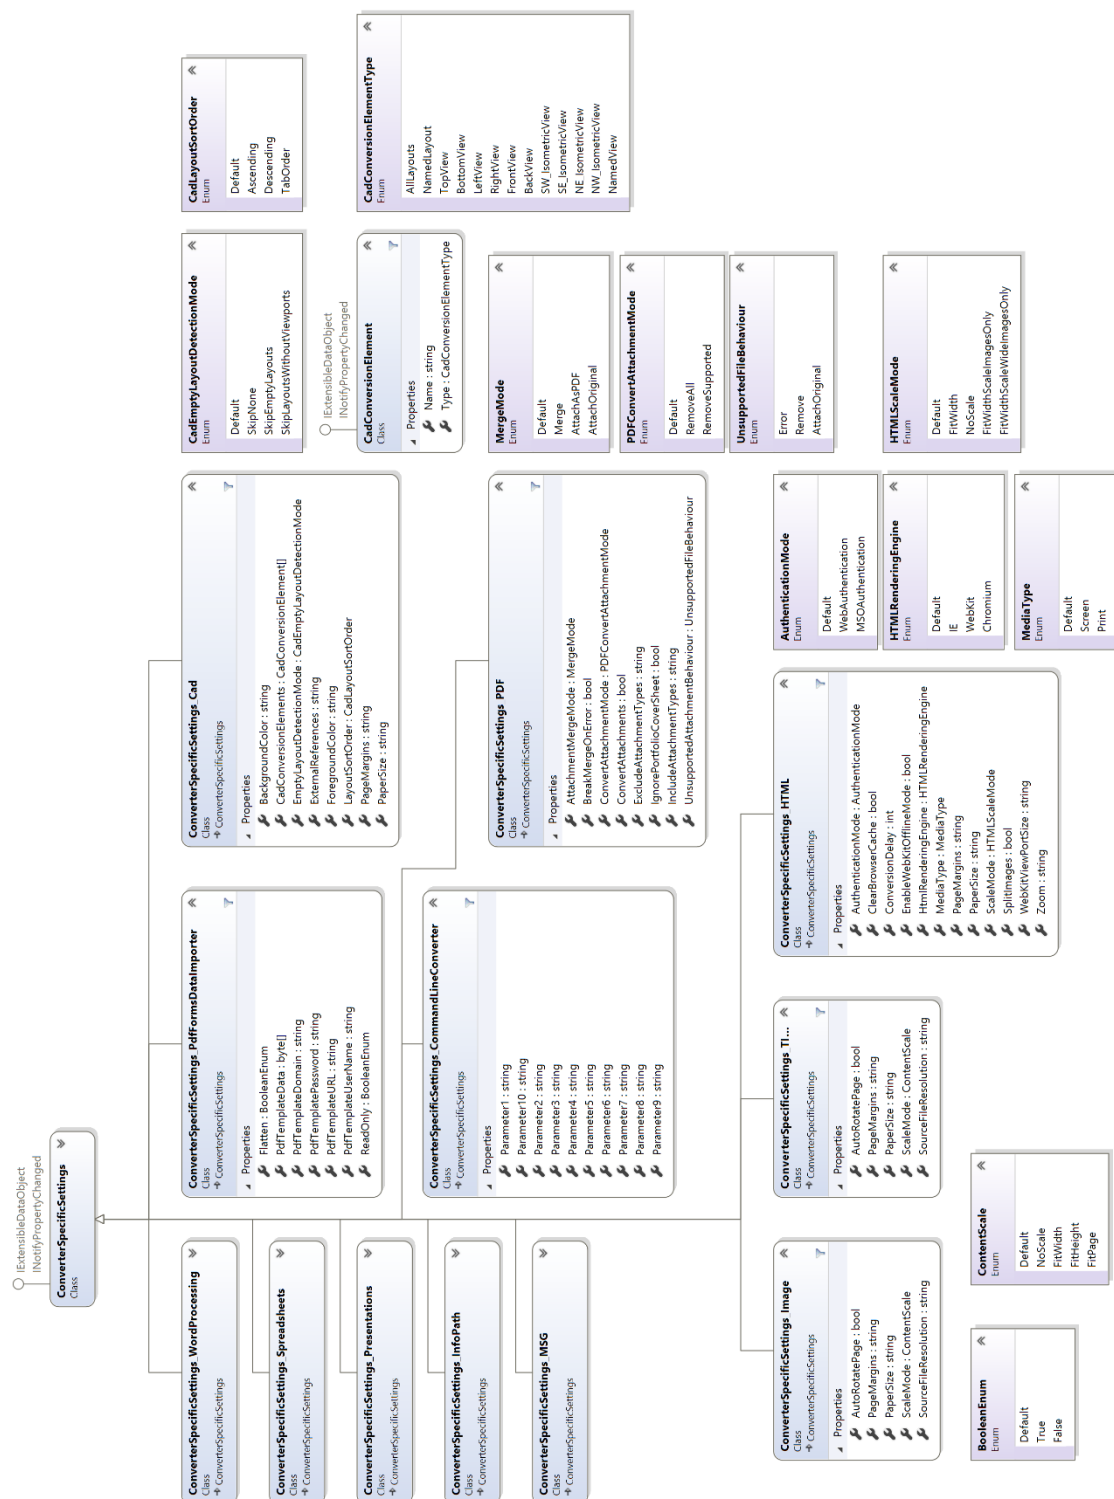 IExtensibleDataObject
INotifyPropertyChanged
ConverterSpecificSettings
Class
ConverterSpecificSettings_WordProcessing
Class
ConverterSpecificSettings
ConverterSpecificSettings_Spreadsheets
Class
ConverterSpecificSettings
ConverterSpecificSettings_Presentations
Class
ConverterSpecificSettings
ConverterSpecificSettings_InfoPath
Class
ConverterSpecificSettings
ConverterSpecificSettings_MSG
Class
ConverterSpecificSettings
ConverterSpecificSettings_PdfFormsDataImporter
Class
ConverterSpecificSettings
Properties
Flatten : BooleanEnum
PdfTemplateData : byte[]
PdfTemplateDomain : string
PdfTemplatePassword : string
PdfTemplateURL : string
PdfTemplateUserName : string
ReadOnly : BooleanEnum
ConverterSpecificSettings_CommandLineConverter
Class
ConverterSpecificSettings
Properties
Parameter1 : string
Parameter10 : string
Parameter2 : string
Parameter3 : string
Parameter4 : string
Parameter5 : string
Parameter6 : string
Parameter7 : string
Parameter8 : string
Parameter9 : string
ConverterSpecificSettings_Cad
Class
ConverterSpecificSettings
Properties
BackgroundColor : string
CadConversionElements : CadConversionElement[]
EmptyLayoutDetectionMode : CadEmptyLayoutDetectionMode
ExternalReferences : string
ForegroundColor : string
LayoutSortOrder : CadLayoutSortOrder
PageMargins : string
PaperSize : string
ConverterSpecificSettings_PDF
Class
ConverterSpecificSettings
Properties
AttachmentMergeMode : MergeMode
BreakMergeOnError : bool
ConvertAttachmentMode : PDFConvertAttachmentMode
ConvertAttachments : bool
ExcludeAttachmentTypes : string
IgnorePortfolioCoverSheet : bool
IncludeAttachmentTypes : string
UnsupportedAttachmentBehaviour : UnsupportedFileBehaviour
CadEmptyLayoutDetectionMode
Enum
Default
SkipNone
SkipEmptyLayouts
SkipLayoutsWithoutViewports
CadLayoutSortOrder
Enum
Default
Ascending
Descending
TabOrder
IExtensibleDataObject
INotifyPropertyChanged
CadConversionElement
Class
Properties
Name : string
Type : CadConversionElementType
CadConversionElementType
Enum
AllLayouts
NamedLayout
TopView
BottomView
LeftView
RightView
FrontView
BackView
SW_IsometricView
SE_IsometricView
NE_IsometricView
NW_IsometricView
NamedView
MergeMode
Enum
Default
Merge
AttachAsPDF
AttachOriginal
PDFConvertAttachmentMode
Enum
Default
RemoveAll
RemoveSupported
UnsupportedFileBehaviour
Enum
Error
Remove
AttachOriginal
ConverterSpecificSettings_Image
Class
ConverterSpecificSettings
Properties
AutoRotatePage : bool
PageMargins : string
PaperSize : string
ScaleMode : ContentScale
SourceFileResolution : string
ConverterSpecificSettings_TI...
Class
ConverterSpecificSettings
Properties
AutoRotatePage : bool
PageMargins : string
PaperSize : string
ScaleMode : ContentScale
SourceFileResolution : string
ConverterSpecificSettings_HTML
Class
ConverterSpecificSettings
Properties
AuthenticationMode : AuthenticationMode
ClearBrowserCache : bool
ConversionDelay : int
EnableWebKitOfflineMode : bool
HtmlRenderingEngine : HTMLRenderingEngine
MediaType : MediaType
PageMargins : string
PaperSize : string
ScaleMode : HTMLScaleMode
SplitImages : bool
WebKitViewPortSize : string
Zoom : string
AuthenticationMode
Enum
Default
WebAuthentication
MSOAuthentication
HTMLRenderingEngine
Enum
Default
IE
WebKit
Chromium
HTMLScaleMode
Enum
Default
FitWidth
NoScale
FitWidthScaleImagesOnly
FitWidthScaleWideImagesOnly
MediaType
Enum
Default
Screen
Print
BooleanEnum
Enum
Default
True
False
ContentScale
Enum
Default
NoScale
FitWidth
FitHeight
FitPage